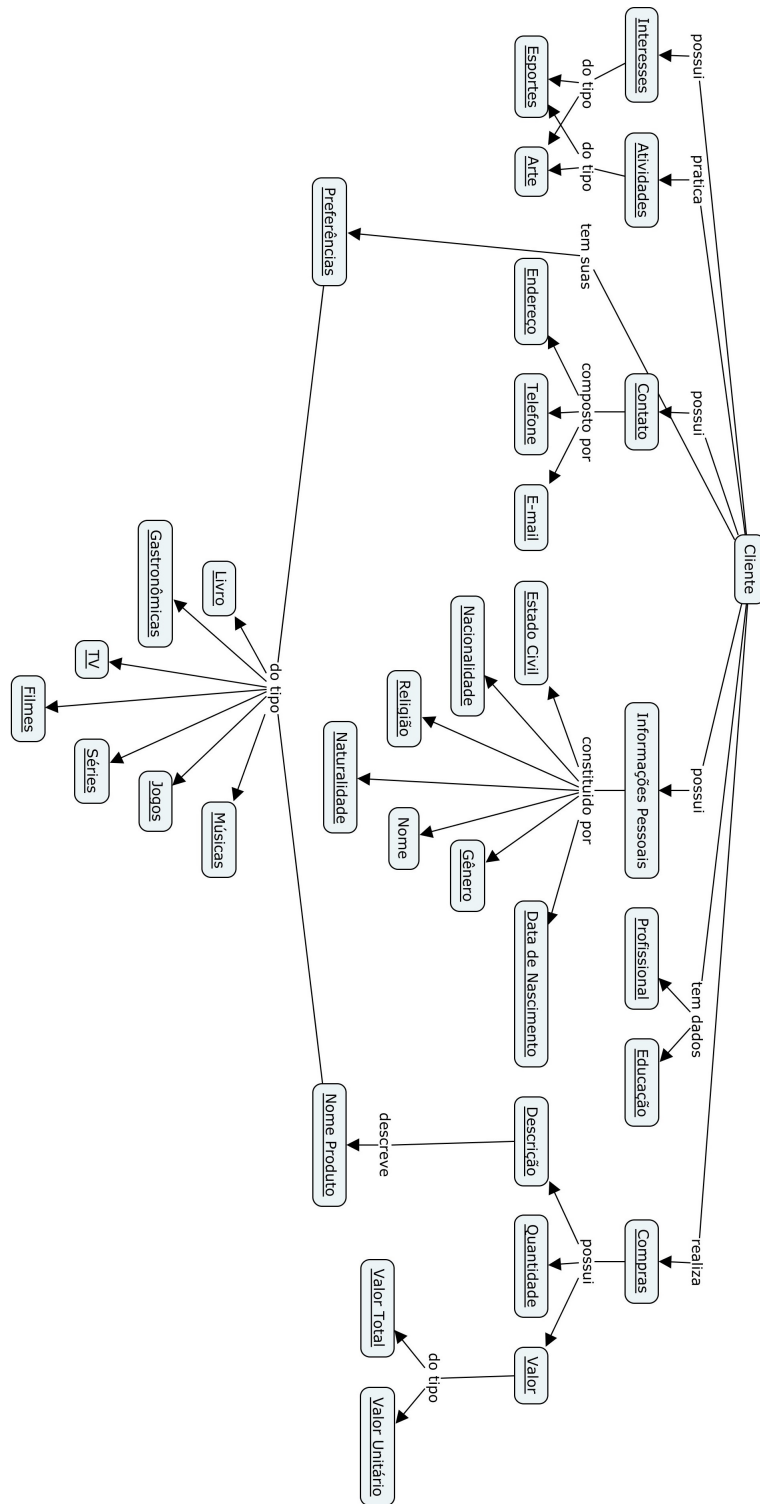 Cliente
possui
pratica
tem suas
possui
possui
tem dados
realiza
Interesses
Atividades
Contato
Informações Pessoais
Profissional
Educação
Compras
do tipo
do tipo
composto por
constituido por
possui
Esportes
Arte
Endereço
Telefone
E-mail
Estado Civil
Nacionalidade
Religião
Naturalidade
Nome
Gênero
Data de Nascimento
Descrição
Quantidade
Valor
descreve
do tipo
Valor Total
Valor Unitário
Preferências
Nome Produto
do tipo
Livro
Gastronômicas
TV
Filmes
Séries
Jogos
Músicas